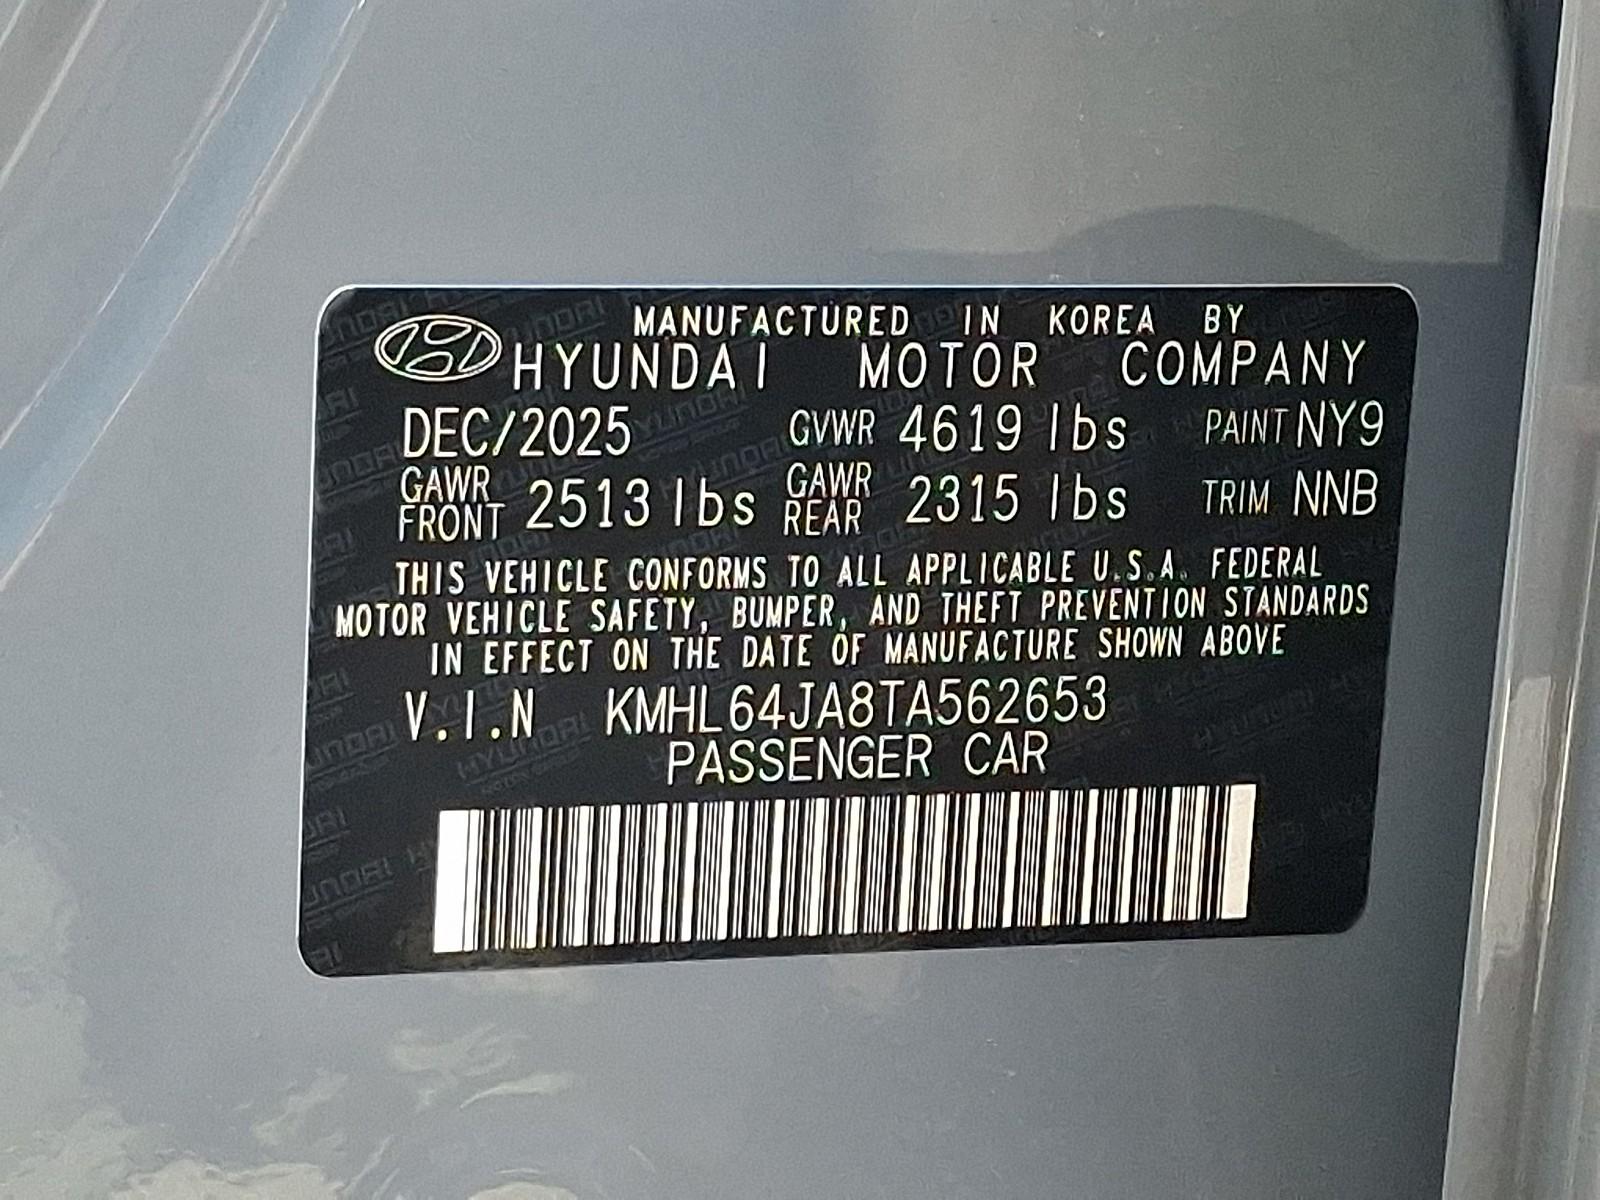 MANUFACTURED IN KOREA BY
HYUNDAI MOTOR COMPANY
DEC/2025 GVWR 4619 lbs PAINT NY9
GAWR FRONT 2513 lbs GAWR REAR 2315 lbs TRIM NNB
THIS VEHICLE CONFORMS TO ALL APPLICABLE U.S.A. FEDERAL
MOTOR VEHICLE SAFETY, BUMPER, AND THEFT PREVENTION STANDARDS
IN EFFECT ON THE DATE OF MANUFACTURE SHOWN ABOVE
V.I.N KMHL64JA8TA562653
PASSENGER CAR